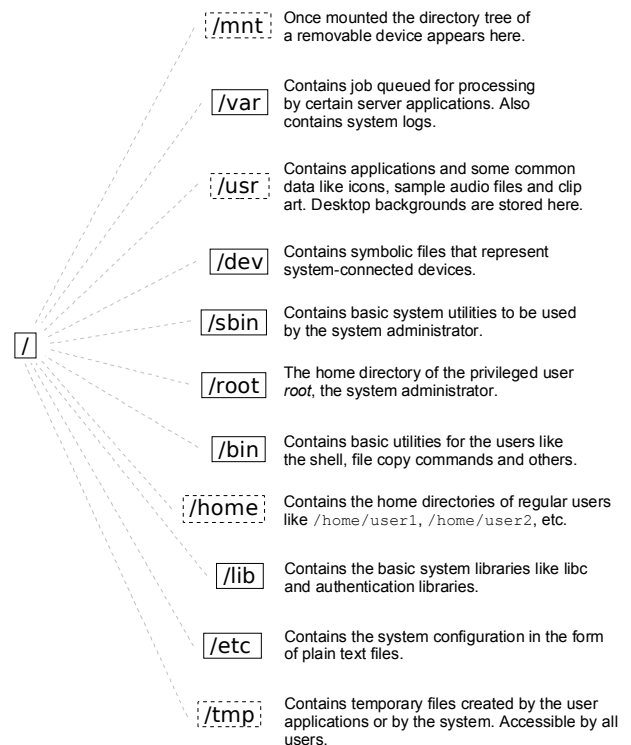 /mnt
Once mounted the directory tree of
a removable device appears here.
/var
Contains job queued for processing
by certain server applications. Also
contains system logs.
/usr
Contains applications and some common
data like icons, sample audio files and clip
art. Desktop backgrounds are stored here.
/dev
Contains symbolic files that represent
system-connected devices.
/sbin
Contains basic system utilities to be used
by the system administrator.
/
/root
The home directory of the privileged user
root, the system administrator.
/bin
Contains basic utilities for the users like
the shell, file copy commands and others.
/home
Contains the home directories of regular users
like /home/user1, /home/user2, etc.
/lib
Contains the basic system libraries like libc
and authentication libraries.
/etc
Contains the system configuration in the form
of plain text files.
/tmp
Contains temporary files created by the user
applications or by the system. Accessible by all
users.